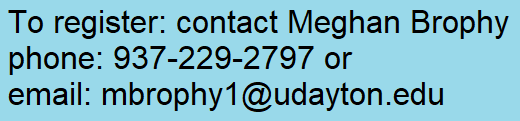 To register: contact Meghan Brophy
phone: 937-229-2797 or
email: mbrophy1@udayton.edu